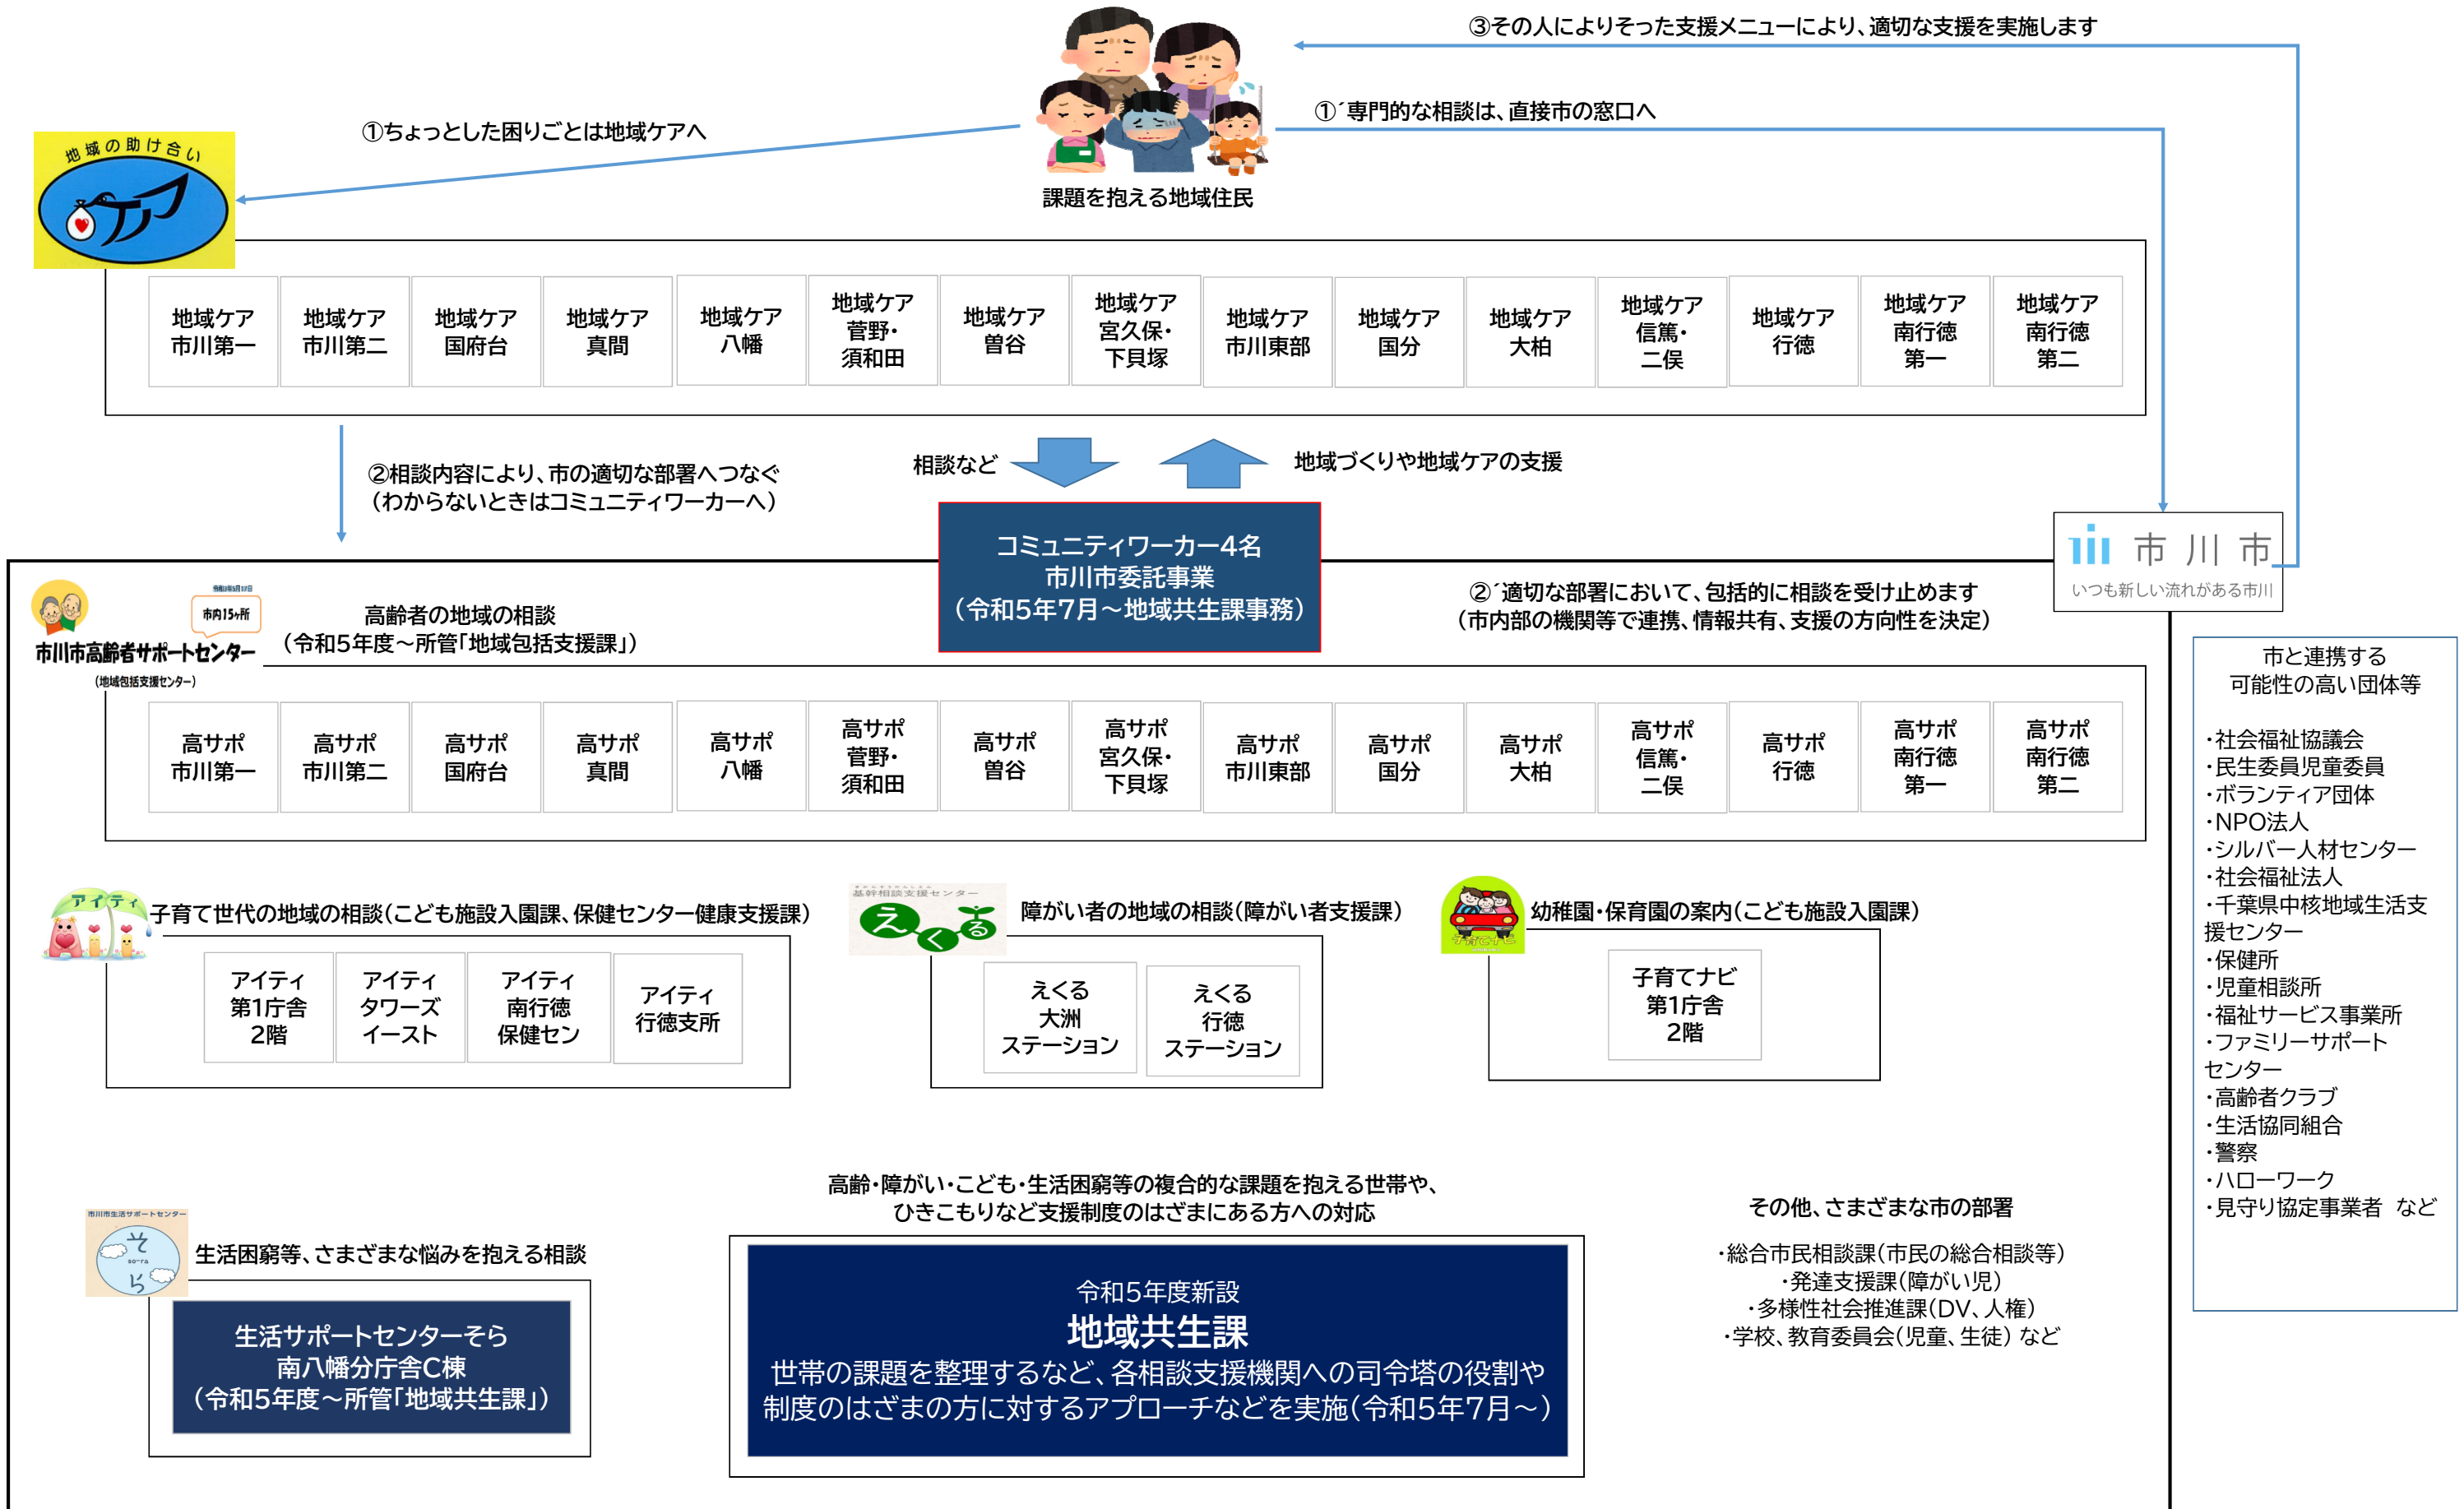 ③その人によりそった支援メニューにより、適切な支援を実施します
①´専門的な相談は、直接市の窓口へ
①ちょっとした困りごとは地域ケアへ
地域の助け合い
課題を抱える地域住民
地域ケア
市川第一
地域ケア
市川第二
地域ケア
国府台
地域ケア
真間
地域ケア
八幡
地域ケア
菅野・
須和田
地域ケア
曽谷
地域ケア
宮久保・
下貝塚
地域ケア
市川東部
地域ケア
国分
地域ケア
大柏
地域ケア
信篤・
二俣
地域ケア
行徳
地域ケア
南行徳
第一
地域ケア
南行徳
第二
②相談内容により、市の適切な部署へつなぐ
(わからないときはコミュニティワーカーへ)
相談など
地域づくりや地域ケアの支援
コミュニティワーカー4名
市川市委託事業
(令和5年7月~地域共生課事務)
市川市
いつも新しい流れがある市川
②´適切な部署において、包括的に相談を受け止めます
(市内部の機関等で連携、情報共有、支援の方向性を決定)
市内15ヶ所
市川市高齢者サポートセンター
(地域包括支援センター)
高齢者の地域の相談
(令和5年度~所管「地域包括支援課」)
高サポ
市川第一
高サポ
市川第二
高サポ
国府台
高サポ
真間
高サポ
八幡
高サポ
菅野・
須和田
高サポ
曽谷
高サポ
宮久保・
下貝塚
高サポ
市川東部
高サポ
国分
高サポ
大柏
高サポ
信篤・
二俣
高サポ
行徳
高サポ
南行徳
第一
高サポ
南行徳
第二
アイティ
子育て世代の地域の相談(こども施設入園課、保健センター健康支援課)
アイティ
第1庁舎
2階
アイティ
タワーズ
イースト
アイティ
南行徳
保健セン
アイティ
行徳支所
基幹相談支援センター
えくる
障がい者の地域の相談(障がい者支援課)
えくる
大洲
ステーション
えくる
行徳
ステーション
子育てナビ
幼稚園・保育園の案内(こども施設入園課)
子育てナビ
第1庁舎
2階
市川市生活サポートセンター
そ
so-ra
ら
生活困窮等、さまざまな悩みを抱える相談
生活サポートセンターそら
南八幡分庁舎C棟
(令和5年度~所管「地域共生課」)
高齢・障がい・こども・生活困窮等の複合的な課題を抱える世帯や、
ひきこもりなど支援制度のはざまにある方への対応
令和5年度新設
地域共生課
世帯の課題を整理するなど、各相談支援機関への司令塔の役割や
制度のはざまの方に対するアプローチなどを実施(令和5年7月~)
その他、さまざまな市の部署
・総合市民相談課(市民の総合相談等)
・発達支援課(障がい児)
・多様性社会推進課(DV、人権)
・学校、教育委員会(児童、生徒) など
市と連携する
可能性の高い団体等
・社会福祉協議会
・民生委員児童委員
・ボランティア団体
・NPO法人
・シルバー人材センター
・社会福祉法人
・千葉県中核地域生活支
援センター
・保健所
・児童相談所
・福祉サービス事業所
・ファミリーサポート
センター
・高齢者クラブ
・生活協同組合
・警察
・ハローワーク
・見守り協定事業者 など